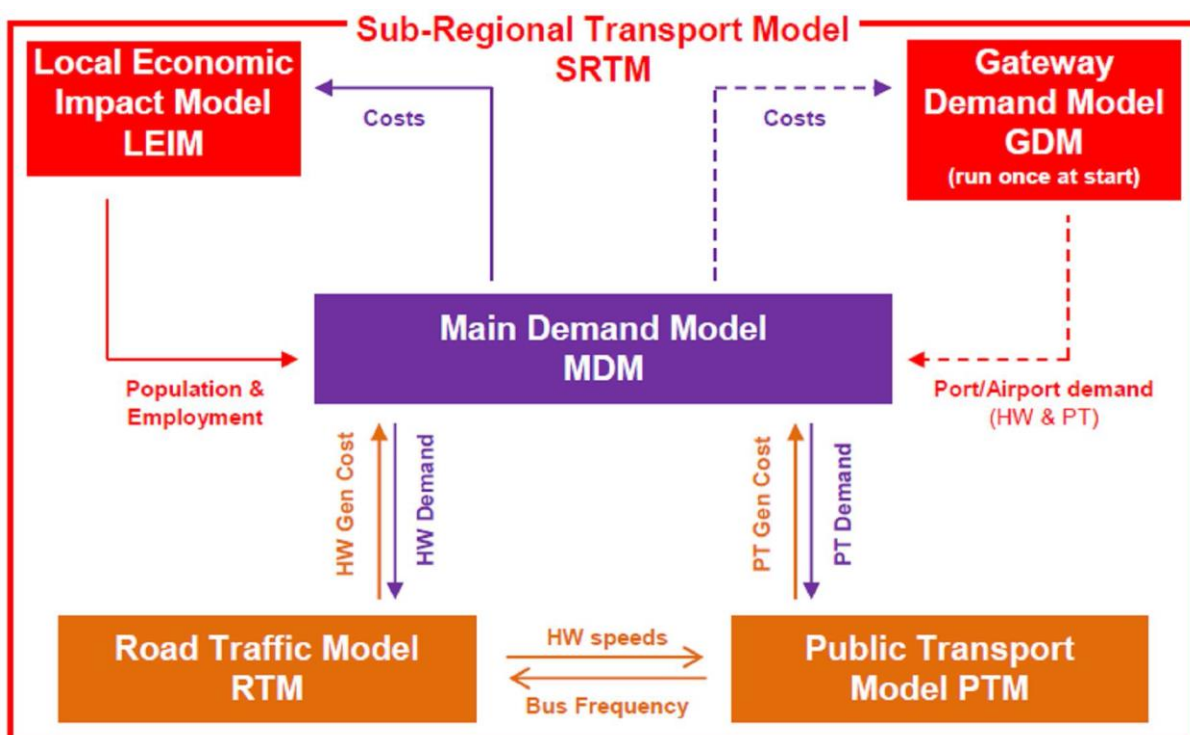 Sub-Regional Transport Model
SRTM
Local Economic
Impact Model
LEIM
Gateway
Demand Model
GDM
(run once at start)
Costs
Costs
Main Demand Model
MDM
Population &
Employment
Port/Airport demand
(HW & PT)
HW Gen Cost
HW Demand
PT Gen Cost
PT Demand
Road Traffic Model
RTM
HW speeds
Bus Frequency
Public Transport
Model PTM